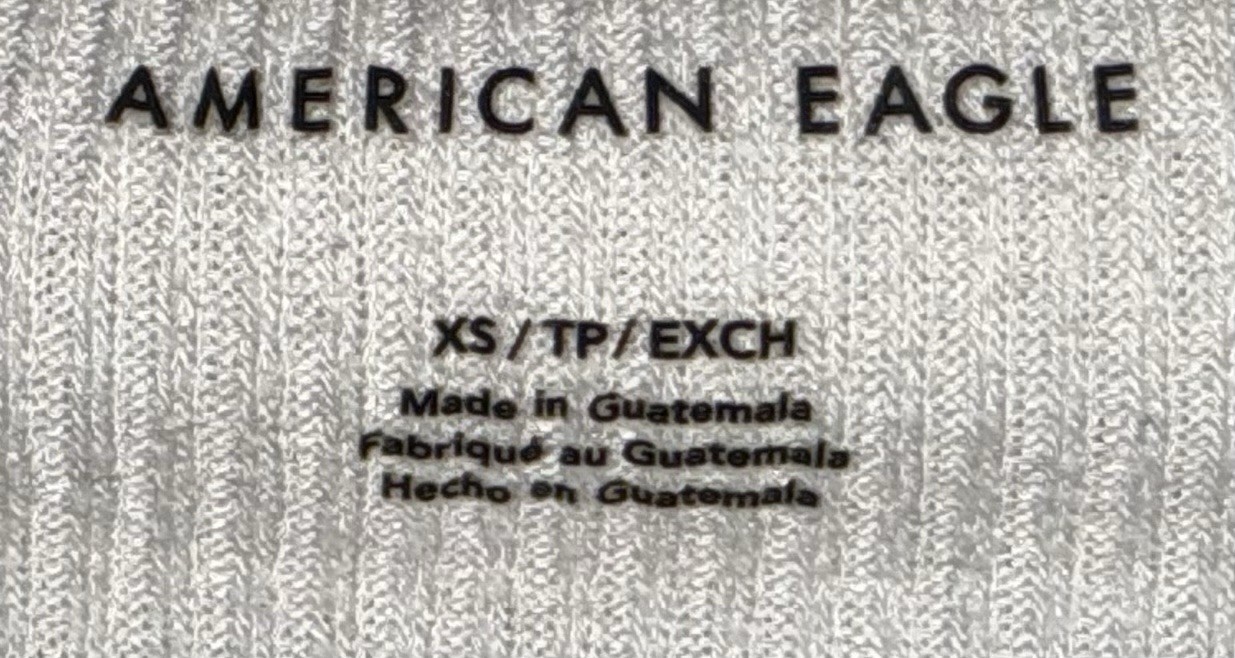 AMERICAN EAGLE
XS / TP / EXCH
Made in Guatemala
Fabriqué au Guatemala
Hecho en Guatemala